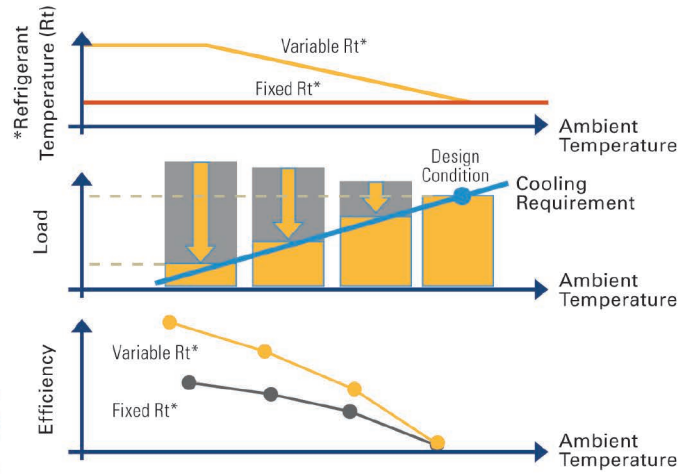 *Refrigerant
Temperature (Rt)
Variable Rt*
Fixed Rt*
Ambient
Temperature
Load
Design
Condition
Cooling
Requirement
Ambient
Temperature
Efficiency
Variable Rt*
Fixed Rt*
Ambient
Temperature